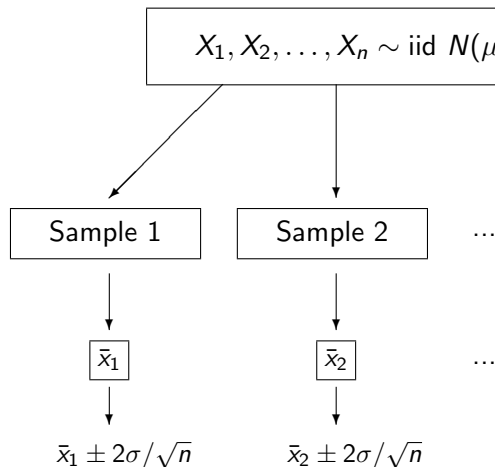 X₁, X₂, . . . , Xₙ ∼ iid N(μ
Sample 1 Sample 2 ...
x̄₁ x̄₂ ...
x̄₁ ± 2σ/√n x̄₂ ± 2σ/√n